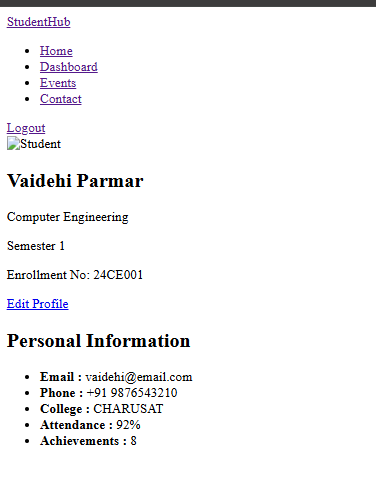 StudentHub
Home
Dashboard
Events
Contact
Logout
Student
Vaidehi Parmar
Computer Engineering
Semester 1
Enrollment No: 24CE001
Edit Profile
Personal Information
Email : vaidehi@email.com
Phone : +91 9876543210
College : CHARUSAT
Attendance : 92%
Achievements : 8